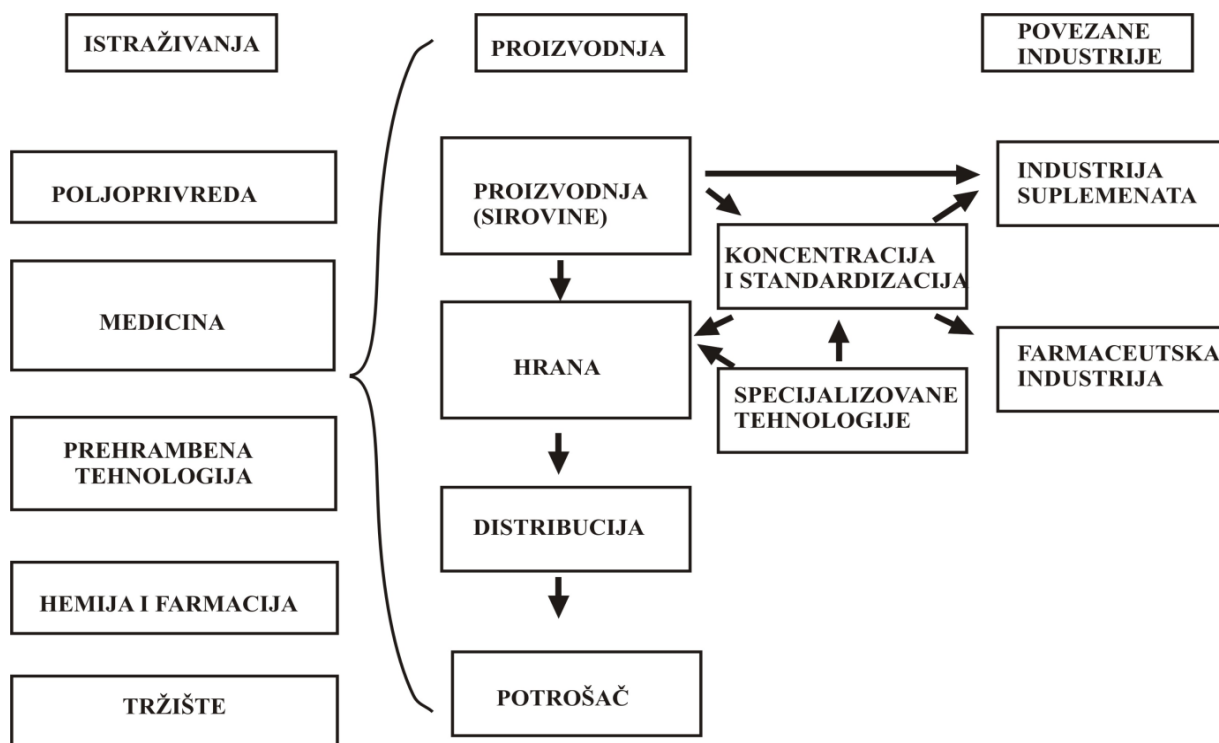 ISTRAŽIVANJA
PROIZVODNJA
POVEZANE
INDUSTRIJE
POLJOPRIVREDA
MEDICINA
PREHRAMBENA
TEHNOLOGIJA
HEMIJA I FARMACIJA
TRŽIŠTE
PROIZVODNJA
(SIROVINE)
HRANA
DISTRIBUCIJA
POTROŠAČ
KONCENTRACIJA
I STANDARDIZACIJA
SPECIJALIZOVANE
TEHNOLOGIJE
INDUSTRIJA
SUPLEMENATA
FARMACEUTSKA
INDUSTRIJA